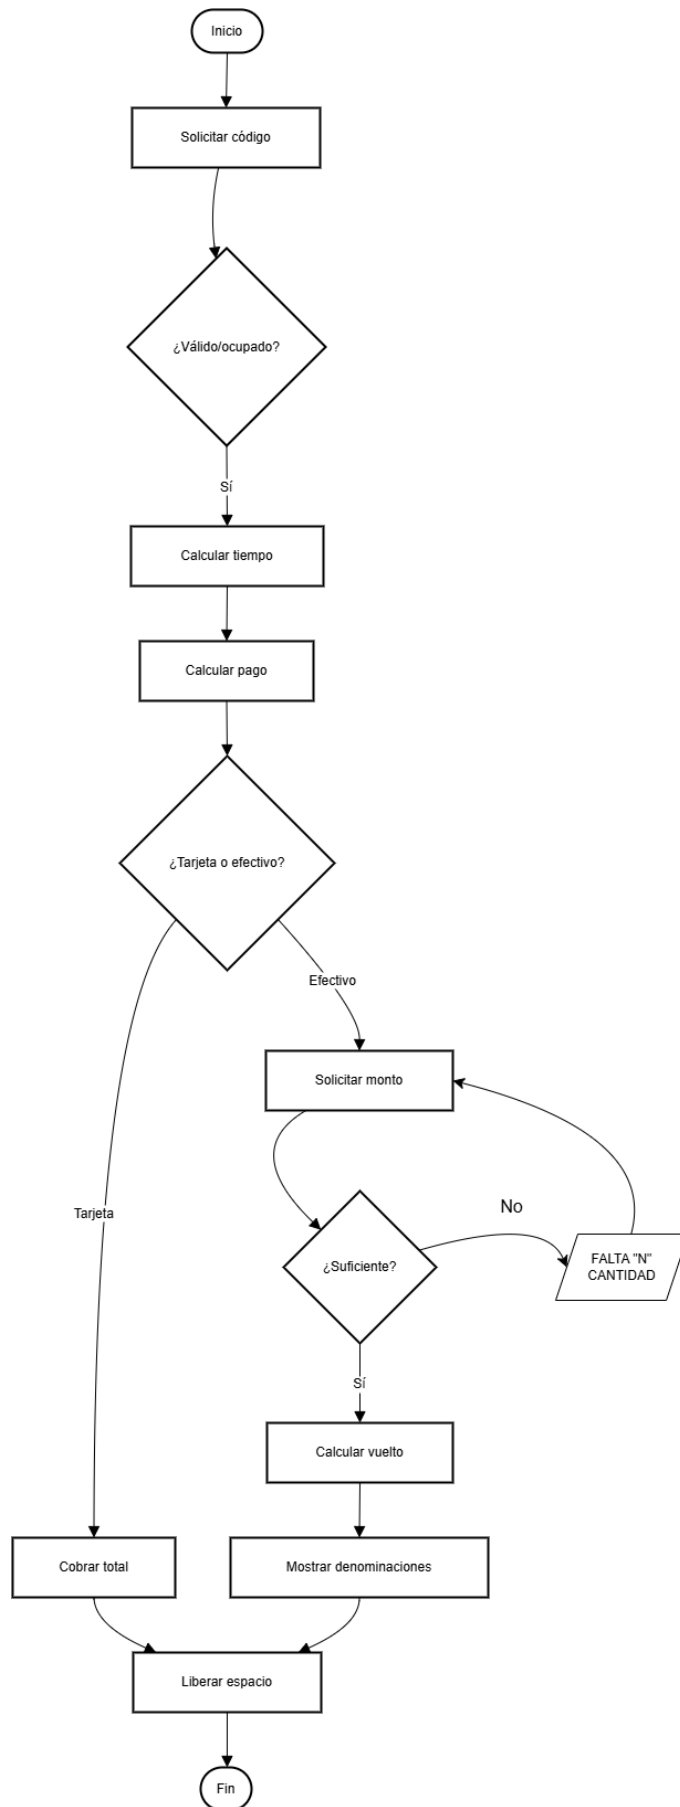 Inicio
Solicitar código
¿Válido/ocupado?
Sí
Calcular tiempo
Calcular pago
¿Tarjeta o efectivo?
Efectivo
Solicitar monto
Tarjeta
No
¿Suficiente?
FALTA "N"
CANTIDAD
Sí
Calcular vuelto
Cobrar total
Mostrar denominaciones
Liberar espacio
Fin